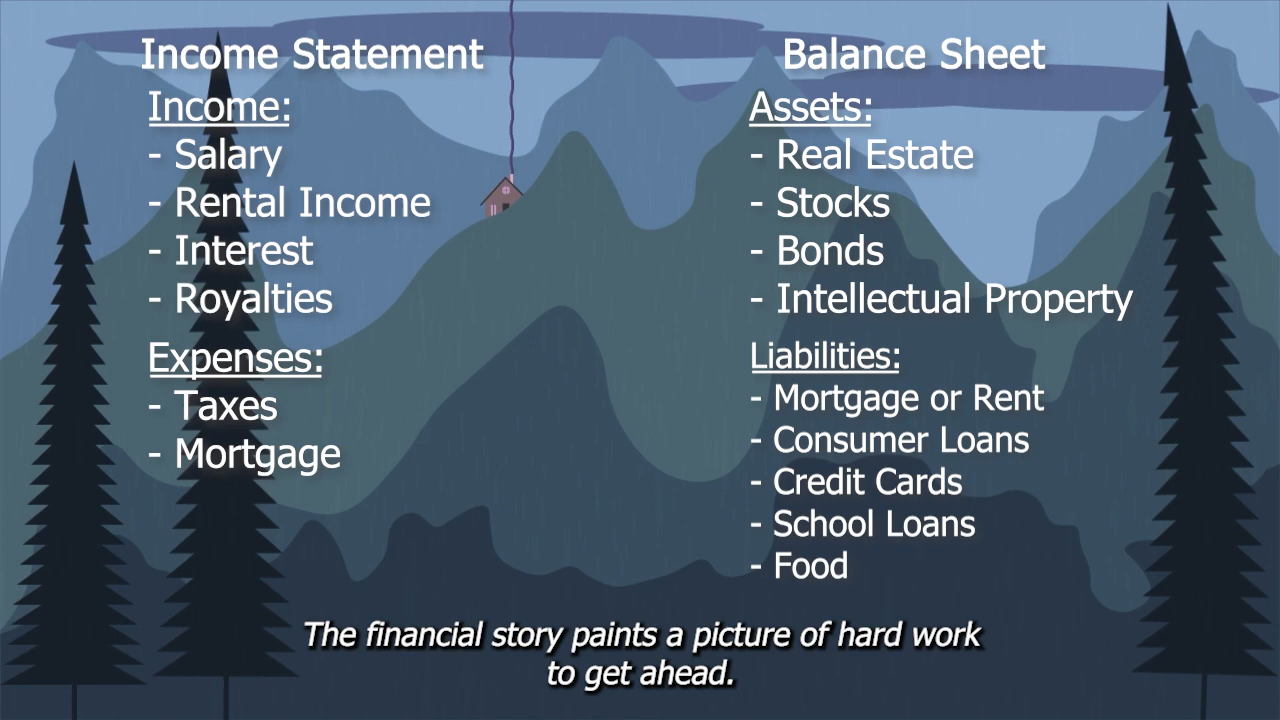 Income Statement
Income:
- Salary
- Rental Income
- Interest
- Royalties
Expenses:
- Taxes
- Mortgage
Balance Sheet
Assets:
- Real Estate
- Stocks
- Bonds
- Intellectual Property
Liabilities:
- Mortgage or Rent
- Consumer Loans
- Credit Cards
- School Loans
- Food
The financial story paints a picture of hard work
to get ahead.